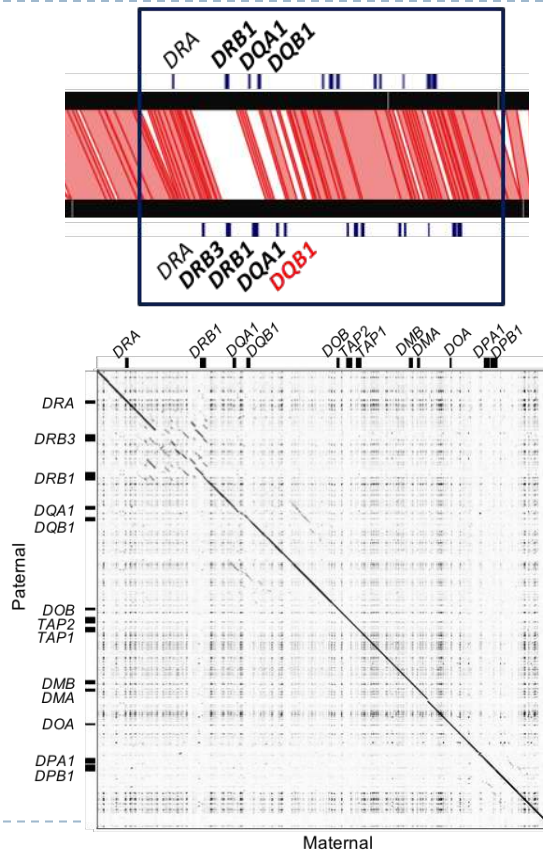 DRA DRB1 DQA1 DQB1
DRA DRB3 DRB1 DQA1 DQB1
DRA DRB1 DQA1 DQB1 DOB TAP2 TAP1 DMB DMA DOA DPA1 DPB1
DRA
DRB3
DRB1
DQA1
DQB1
DOB
TAP2
TAP1
DMB
DMA
DOA
DPA1
DPB1
Paternal
Maternal